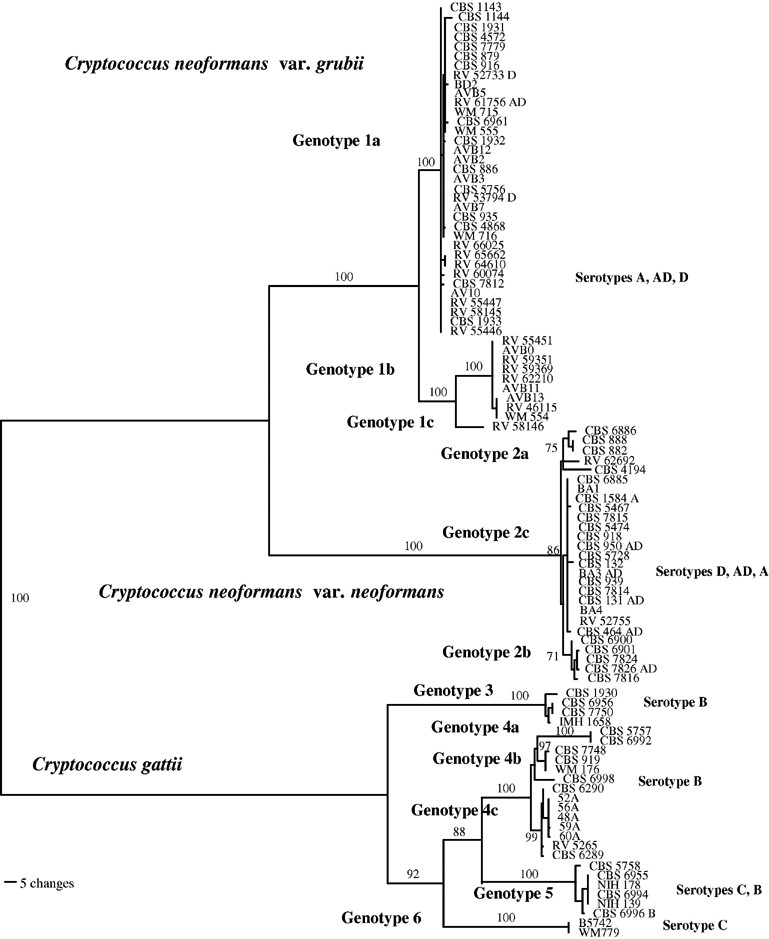 CBS 1143
CBS 1144
CBS 1931
CBS 4572
Cryptococcus neoformans var. grubii
CBS 7779
CBS 879
CBS 916
RV 52733 D
BD2
AVB5
RV 61756 AD
WM 715
CBS 6961
WM 555
Genotype 1a
CBS 1932
AVB12
AVB2
100
CBS 886
AVB3
CBS 5756
RV 53794 D
AVB7
CBS 935
CBS 4868
WM 716
RV 66025
RV 65662
RV 64610
100
RV 60074
Serotypes A, AD, D
CBS 7812
AV10
RV 55447
RV 58145
CBS 1933
RV 55446
RV 55451
AVB0
RV 59351
Genotype 1b
100
RV 59369
RV 62210
AVB11
100
AVB13
RV 46115
WM 554
Genotype 1c
RV 58146
CBS 6886
75
CBS 888
Genotype 2a
CBS 882
RV 62692
CBS 4194
CBS 6885
BA1
CBS 1584 A
CBS 5467
CBS 7815
CBS 5474
Genotype 2c
CBS 918
100
86
CBS 950 AD
CBS 5728
CBS 132
BA3 AD
Serotypes D, AD, A
CBS 939
Cryptococcus neoformans var. neoformans
CBS 7814
100
CBS 131 AD
BA4
RV 52755
CBS 464 AD
CBS 6900
Genotype 2b
71
CBS 6901
CBS 7824
CBS 7826 AD
CBS 7816
Genotype 3
100
CBS 1930
CBS 6956
Serotype B
CBS 7750
IMH 1658
Genotype 4a
100
CBS 5757
CBS 6992
97
CBS 7748
Genotype 4b
CBS 919
Cryptococcus gattii
WM 176
CBS 6998
Serotype B
100
CBS 6290
52A
Genotype 4c
56A
48A
88
99
59A
60A
RV 5265
CBS 6289
CBS 5758
92
100
CBS 6955
5 changes
NIH 178
Genotype 5
CBS 6994
Serotypes C, B
NIH 139
CBS 6996 B
Genotype 6
100
B5742
Serotype C
WM779